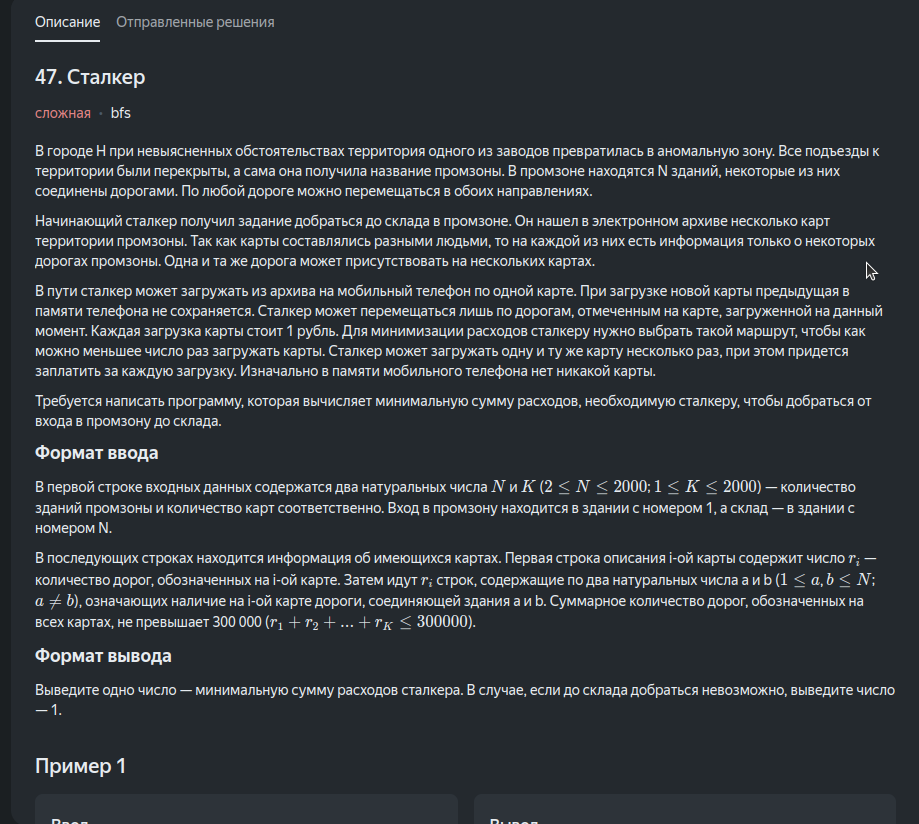 Описание Отправленные решения
47. Сталкер
сложная • bfs
В городе Н при невыясненных обстоятельствах территория одного из заводов превратилась в аномальную зону. Все подъезды к
территории были перекрыты, а сама она получила название промзоны. В промзоне находятся N зданий, некоторые из них
соединены дорогами. По любой дороге можно перемещаться в обоих направлениях.
Начинающий сталкер получил задание добраться до склада в промзоне. Он нашел в электронном архиве несколько карт
территории промзоны. Так как карты составлялись разными людьми, то на каждой из них есть информация только о некоторых
дорогах промзоны. Одна и та же дорога может присутствовать на нескольких картах.
В пути сталкер может загружать из архива на мобильный телефон по одной карте. При загрузке новой карты предыдущая в
памяти телефона не сохраняется. Сталкер может перемещаться лишь по дорогам, отмеченным на карте, загруженной на данный
момент. Каждая загрузка карты стоит 1 рубль. Для минимизации расходов сталкеру нужно выбрать такой маршрут, чтобы как
можно меньшее число раз загружать карты. Сталкер может загружать одну и ту же карту несколько раз, при этом придется
заплатить за каждую загрузку. Изначально в памяти мобильного телефона нет никакой карты.
Требуется написать программу, которая вычисляет минимальную сумму расходов, необходимую сталкеру, чтобы добраться от
входа в промзону до склада.
Формат ввода
В первой строке входных данных содержатся два натуральных числа N и K (2 ≤ N ≤ 2000; 1 ≤ K ≤ 2000) — количество
зданий промзоны и количество карт соответственно. Вход в промзону находится в здании с номером 1, а склад — в здании с
номером N.
В последующих строках находится информация об имеющихся картах. Первая строка описания i-ой карты содержит число r_i —
количество дорог, обозначенных на i-ой карте. Затем идут r_i строк, содержащие по два натуральных числа a и b (1 ≤ a, b ≤ N;
a ≠ b), означающих наличие на i-ой карте дороги, соединяющей здания a и b. Суммарное количество дорог, обозначенных на
всех картах, не превышает 300 000 (r_1 + r_2 + ... + r_K ≤ 300000).
Формат вывода
Выведите одно число — минимальную сумму расходов сталкера. В случае, если до склада добраться невозможно, выведите число
— 1.
Пример 1
Ввод Вывод